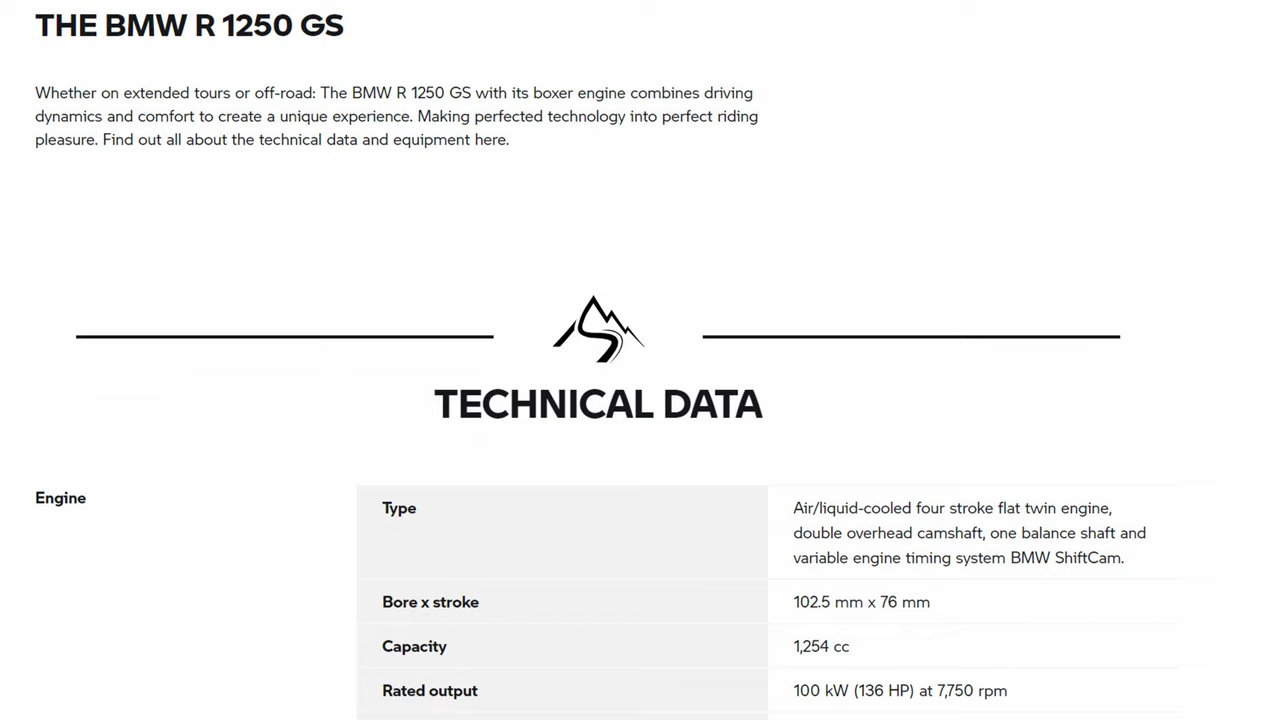 THE BMW R 1250 GS
Whether on extended tours or off-road: The BMW R 1250 GS with its boxer engine combines driving
dynamics and comfort to create a unique experience. Making perfected technology into perfect riding
pleasure. Find out all about the technical data and equipment here.
TECHNICAL DATA
Engine
Type
Air/liquid-cooled four stroke flat twin engine,
double overhead camshaft, one balance shaft and
variable engine timing system BMW ShiftCam.
Bore x stroke
102.5 mm x 76 mm
Capacity
1,254 cc
Rated output
100 kW (136 HP) at 7,750 rpm